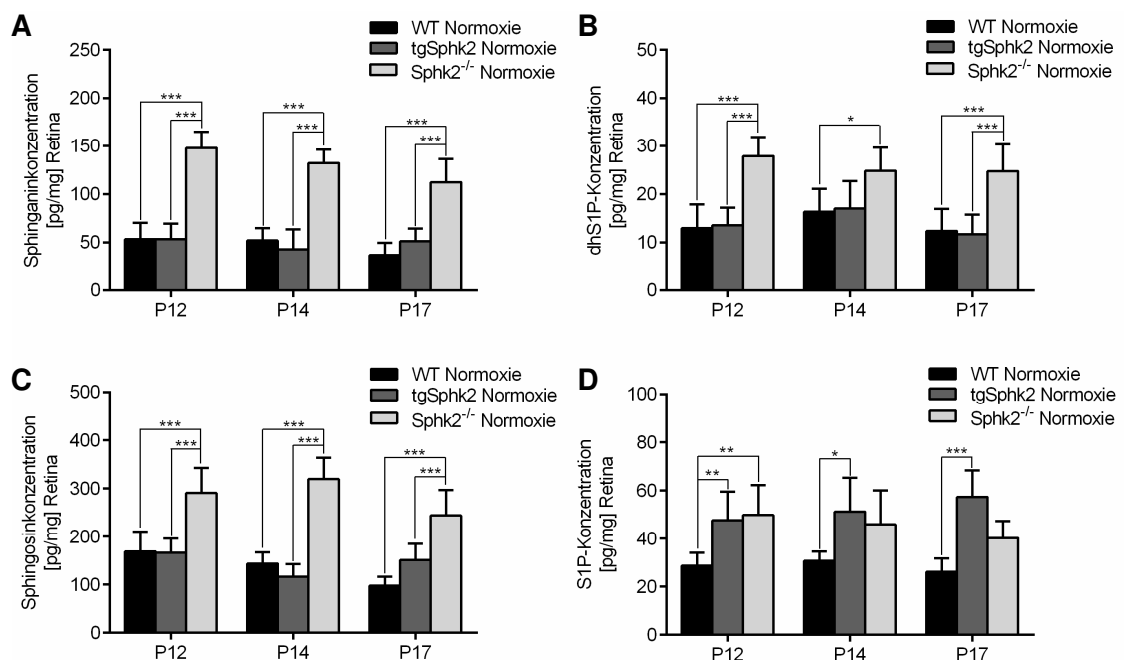 A
WT Normoxie
tgSphk2 Normoxie
Sphk2-/- Normoxie
Sphinganinkonzentration
[pg/mg] Retina
250
200
150
100
50
0
***
***
***
***
***
***
P12 P14 P17
B
WT Normoxie
tgSphk2 Normoxie
Sphk2-/- Normoxie
dhS1P-Konzentration
[pg/mg] Retina
50
40
30
20
10
0
***
***
*
***
***
P12 P14 P17
C
WT Normoxie
tgSphk2 Normoxie
Sphk2-/- Normoxie
Sphingosinkonzentration
[pg/mg] Retina
500
400
300
200
100
0
***
***
***
***
***
***
P12 P14 P17
D
WT Normoxie
tgSphk2 Normoxie
Sphk2-/- Normoxie
S1P-Konzentration
[pg/mg] Retina
100
80
60
40
20
0
**
**
*
***
P12 P14 P17